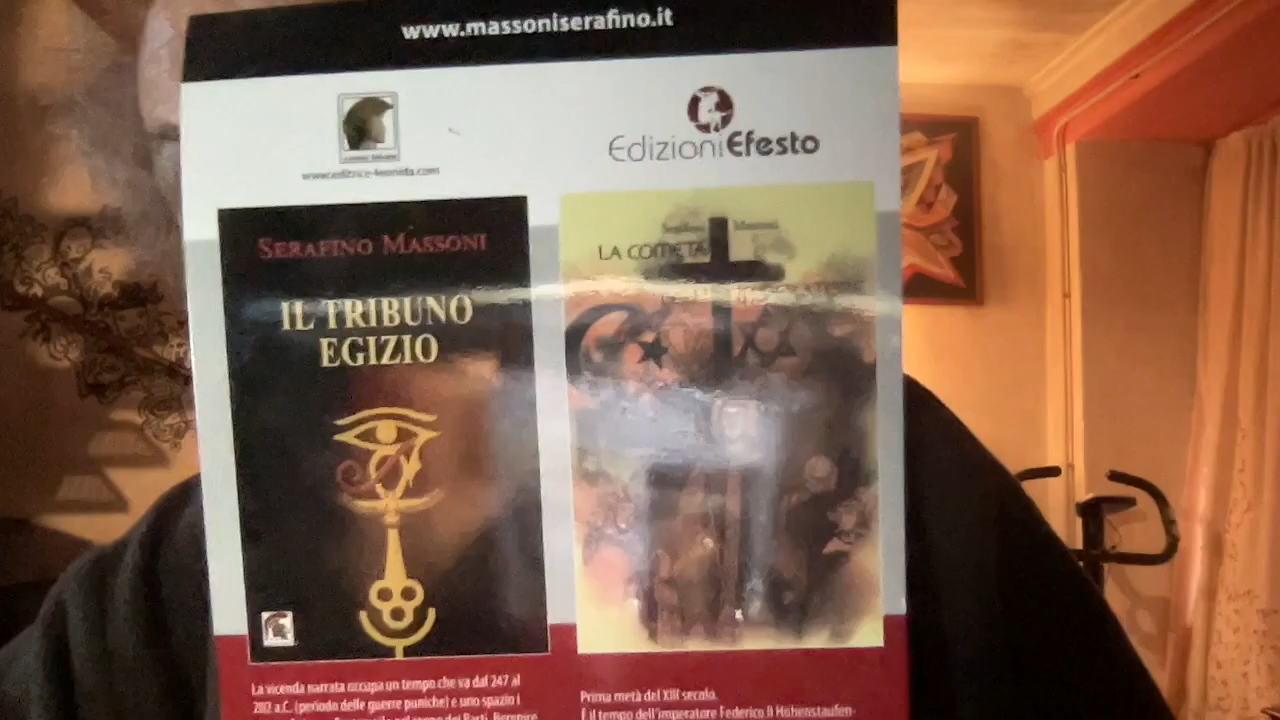 www.massoniserafino.it
EdizioniEfesto
www.editrice-leonida.com
SERAFINO MASSONI
IL TRIBUNO
EGIZIO
LA COMETA
La vicenda narrata occupa un tempo che va dal 247 al
202 a.C. (periodo delle guerre puniche) e uno spazio i
Prima metà del XIII secolo.
È il tempo dell'imperatore Federico II Hohenstaufen-